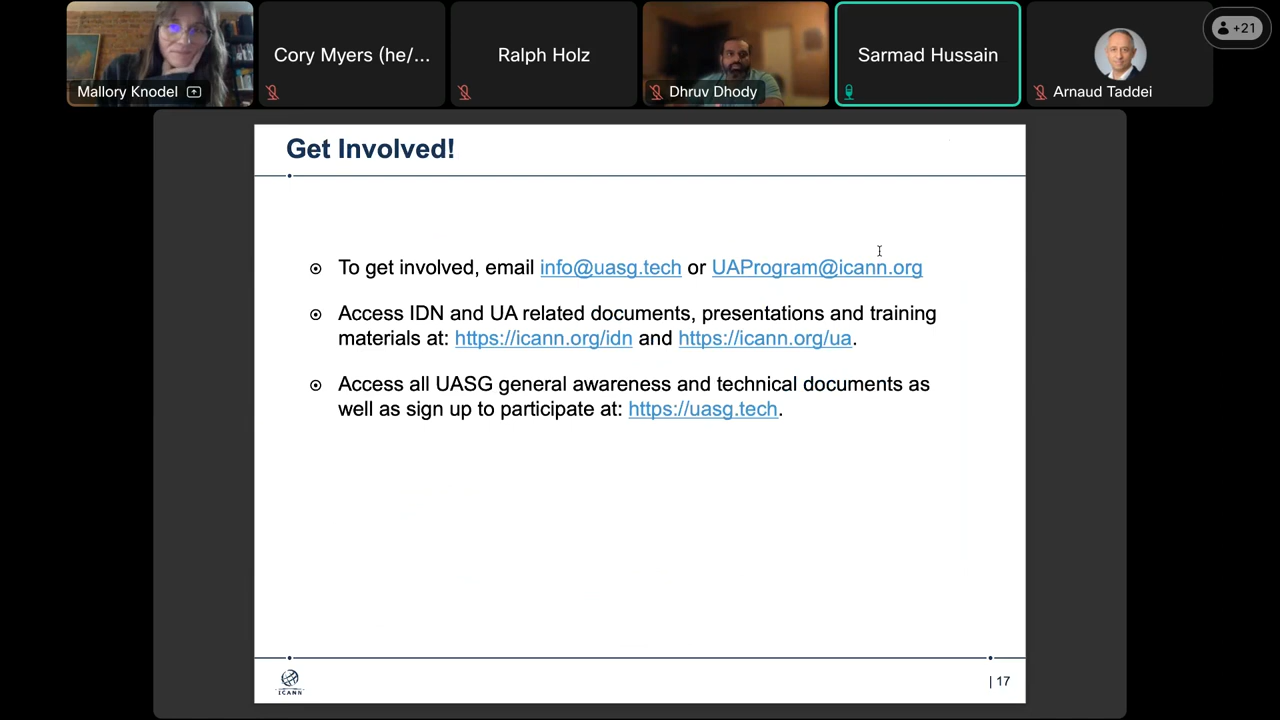 Mallory Knodel
Cory Myers (he/...
Ralph Holz
Dhruv Dhody
Sarmad Hussain
Arnaud Taddei
+21
Get Involved!
To get involved, email info@uasg.tech or UAProgram@icann.org
Access IDN and UA related documents, presentations and training
materials at: https://icann.org/idn and https://icann.org/ua.
Access all UASG general awareness and technical documents as
well as sign up to participate at: https://uasg.tech.
ICANN
| 17